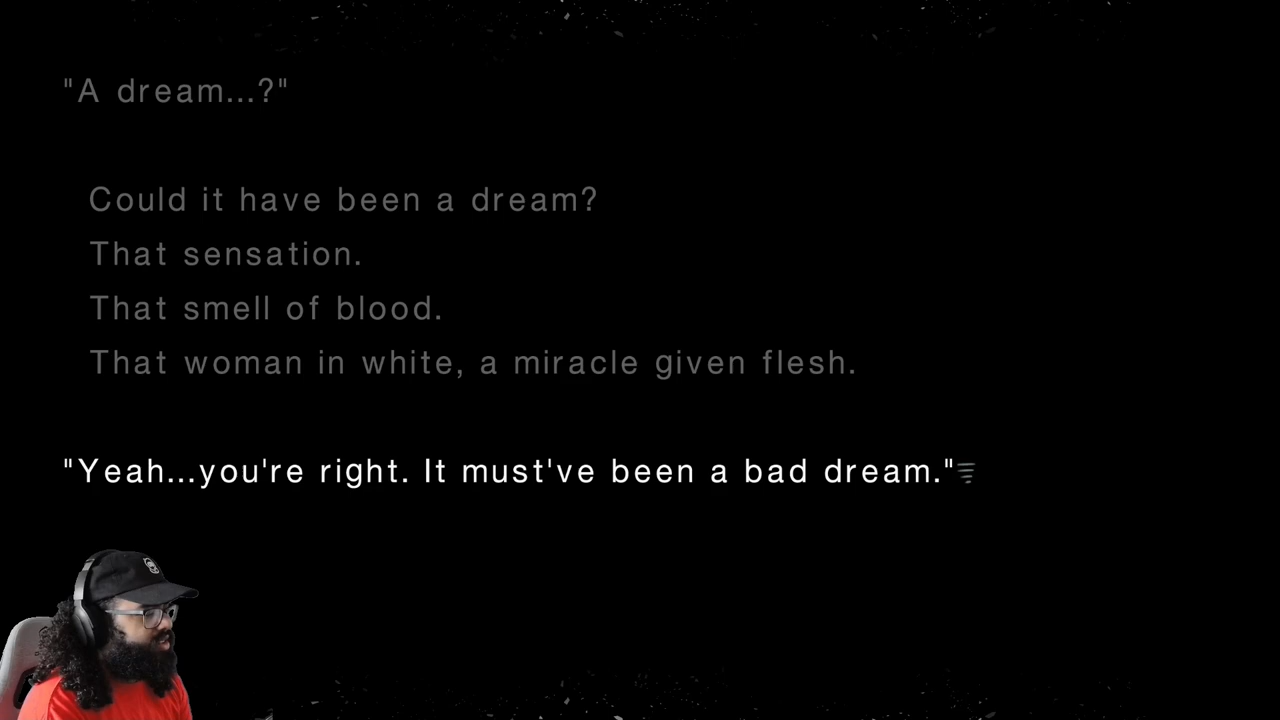 "A dream...?"
Could it have been a dream?
That sensation.
That smell of blood.
That woman in white, a miracle given flesh.
"Yeah...you're right. It must've been a bad dream."